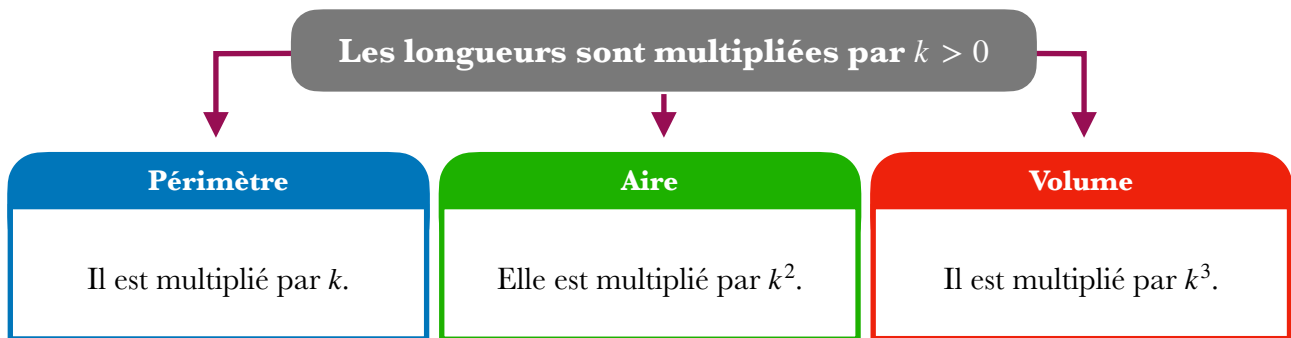 Les longueurs sont multipliées par k > 0
Périmètre
Il est multiplié par k.
Aire
Elle est multiplié par k².
Volume
Il est multiplié par k³.